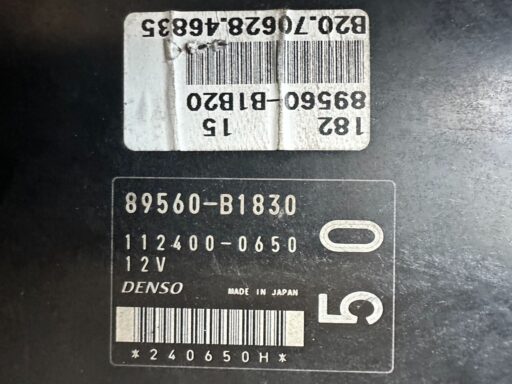 B20.70628.46835
89560-B1B20
15
182
89560-B1830
112400-0650
12V
DENSO
MADE IN JAPAN
50
*240650H*